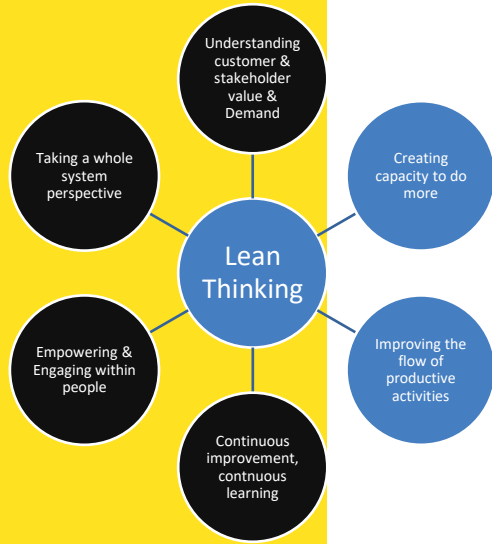 Understanding
customer &
stakeholder
value &
Demand
Taking a whole
system
perspective
Creating
capacity to do
more
Lean
Thinking
Empowering &
Engaging within
people
Improving the
flow of
productive
activities
Continuous
improvement,
contnuous
learning